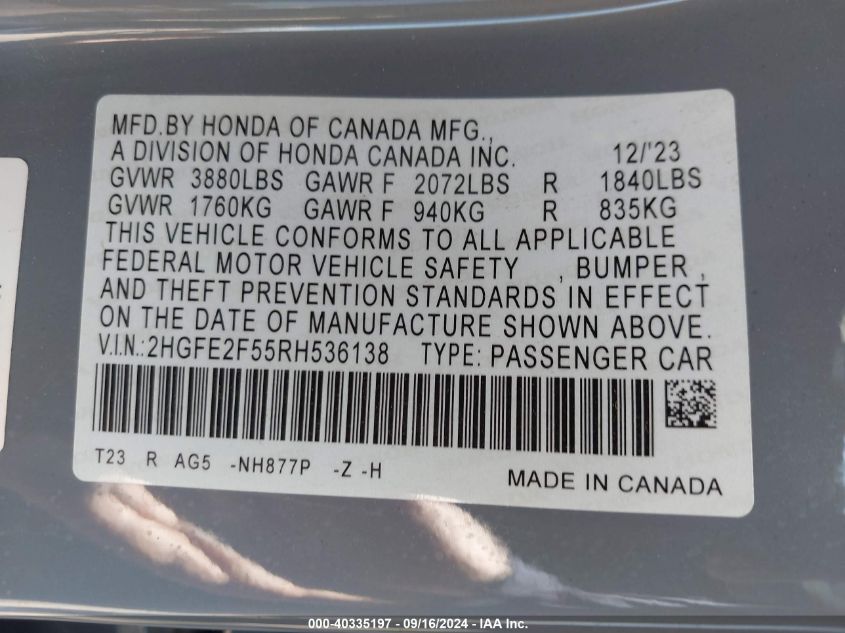 MFD.BY HONDA OF CANADA MFG.,
A DIVISION OF HONDA CANADA INC. 12/'23
GVWR 3880LBS GAWR F 2072LBS R 1840LBS
GVWR 1760KG GAWR F 940KG R 835KG
THIS VEHICLE CONFORMS TO ALL APPLICABLE
FEDERAL MOTOR VEHICLE SAFETY , BUMPER ,
AND THEFT PREVENTION STANDARDS IN EFFECT
ON THE DATE OF MANUFACTURE SHOWN ABOVE.
V.I.N.:2HGFE2F55RH536138 TYPE: PASSENGER CAR
T23 R AG5 -NH877P -Z -H
MADE IN CANADA
000-40335197 - 09/16/2024 - IAA Inc.